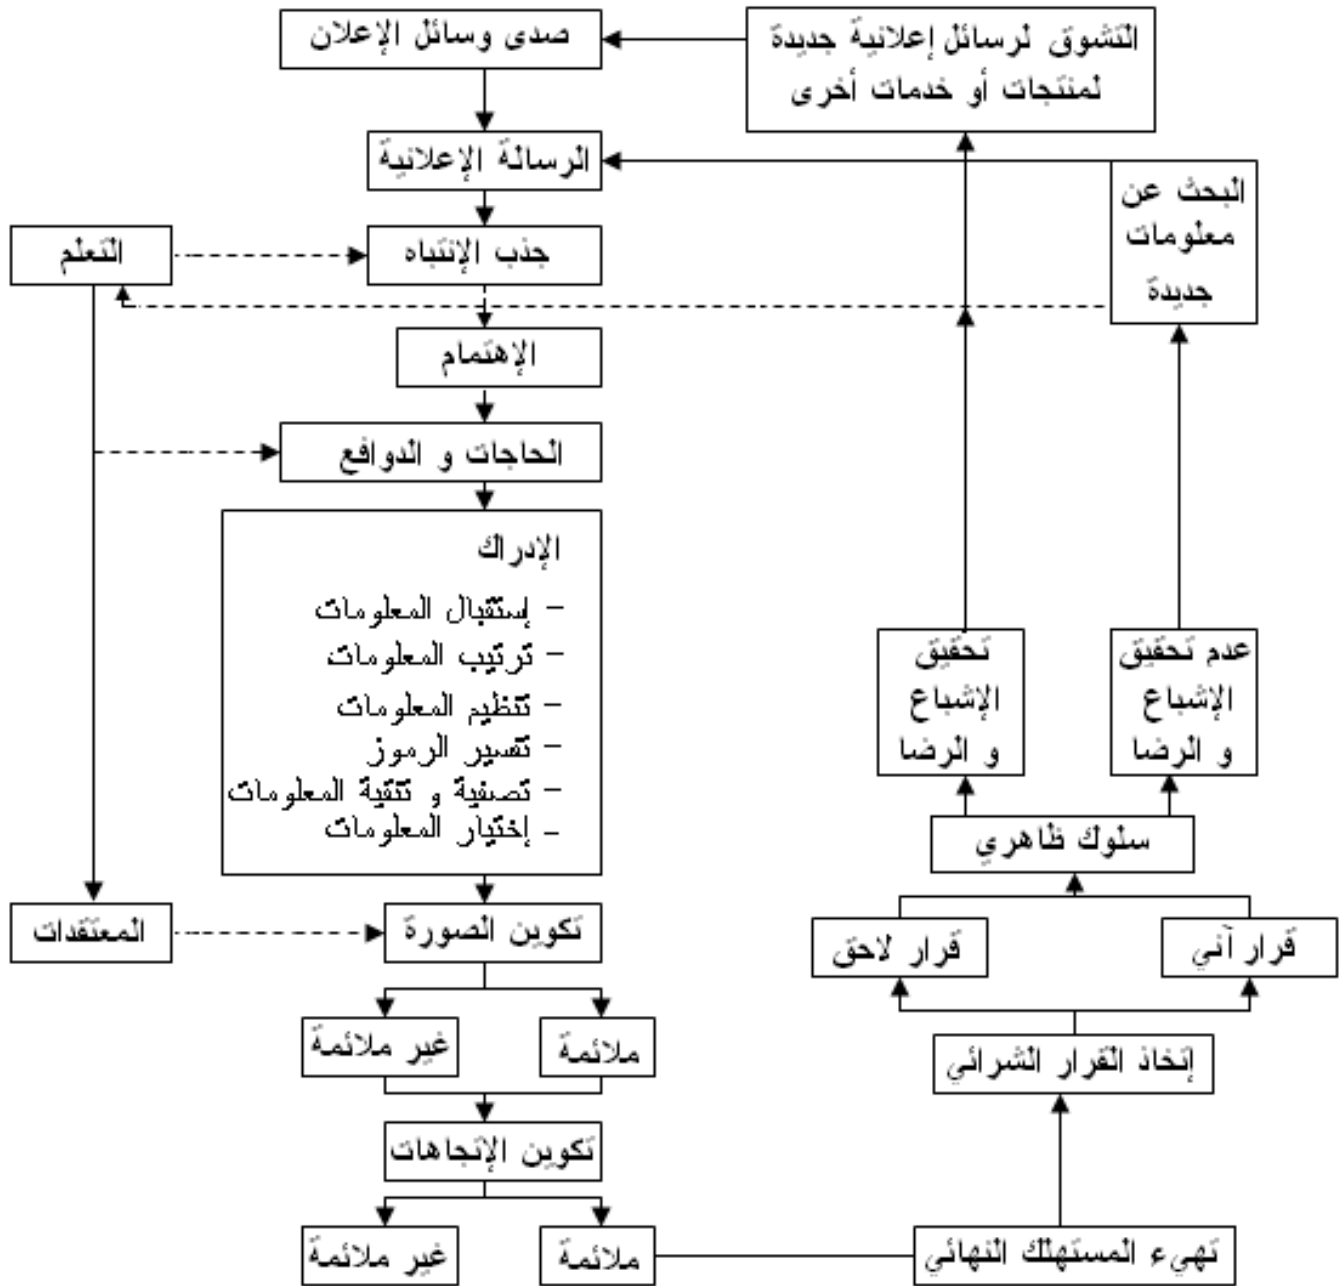 صدى وسائل الإعلان
التشوق لرسائل إعلانية جديدة
لمنتجات أو خدمات أخرى
الرسالة الإعلانية
البحث عن
معلومات
جديدة
التعلم
جذب الإنتباه
الإهتمام
الحاجات و الدوافع
الإدراك
- إستقبال المعلومات
- ترتيب المعلومات
- تنظيم المعلومات
- تفسير الرموز
- تصفية و تنقية المعلومات
- إختيار المعلومات
عدم تحقيق
الإشباع
و الرضا
تحقيق
الإشباع
و الرضا
سلوك ظاهري
المعتقدات
تكوين الصورة
قرار آني
قرار لاحق
ملائمة
غير ملائمة
إتخاذ القرار الشرائي
تكوين الإتجاهات
ملائمة
غير ملائمة
تهيء المستهلك النهائي